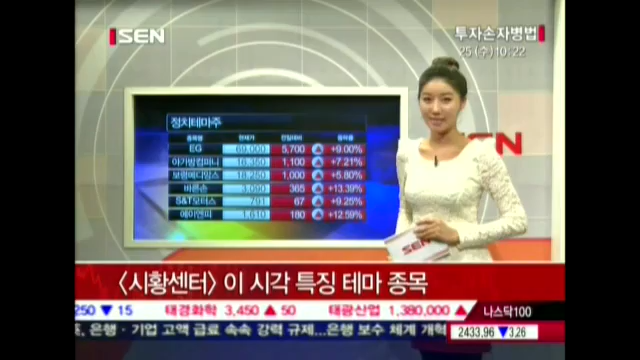 SEN
투자손자병법
25 (수) 10:22
정치테마주
종목명 현재가 전일대비 등락률
EG 69,000 5,700 ▲ +9.00%
아가방컴퍼니 16,350 1,100 ▲ +7.21%
보령메디앙스 18,250 1,000 ▲ +5.80%
바른손 365 ▲ +13.39%
S&T모터스 791 67 ▲ +9.25%
에이엔피 1,610 180 ▲ +12.59%
SEN
SEN
<시황센터> 이 시각 특징 테마 종목
250 ▼ 15 태경화학 3,450 ▲ 50 태광산업 1,380,000 ▲ 나스닥100
도, 은행·기업 고액 급료 속속 강력 규제...은행 보수 체계 개혁 2433.96 ▼3.26